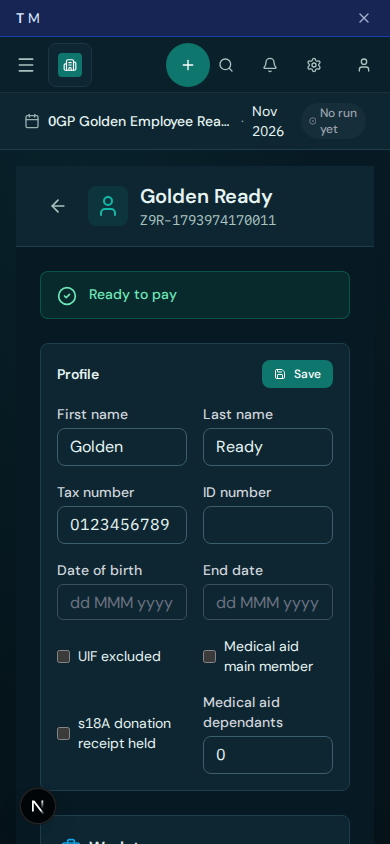 T M
0GP Golden Employee Rea... · Nov 2026 No run yet
Golden Ready
Z9R-1793974170011
Ready to pay
Profile Save
First name Last name
Golden Ready
Tax number ID number
0123456789
Date of birth End date
dd MMM yyyy dd MMM yyyy
UIF excluded Medical aid main member
s18A donation receipt held Medical aid dependants
0
N